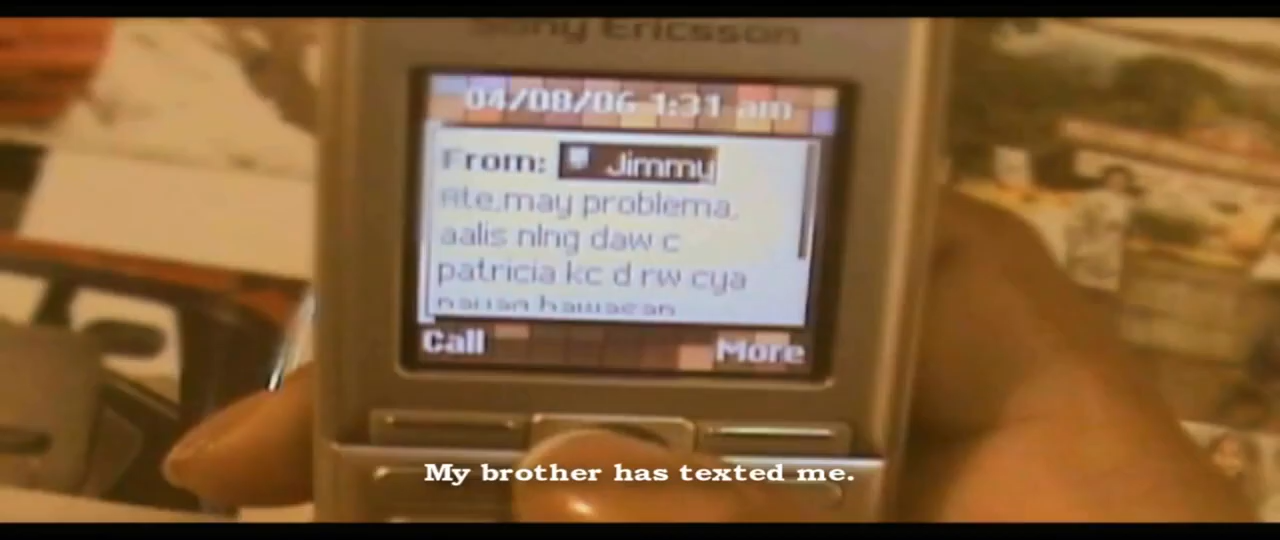 Sony Ericsson
04/08/06 1:31 am
From: Jimmy
Ate,may problema,
aalis nlng daw c
patricia kc d rw cya
Call More
My brother has texted me.